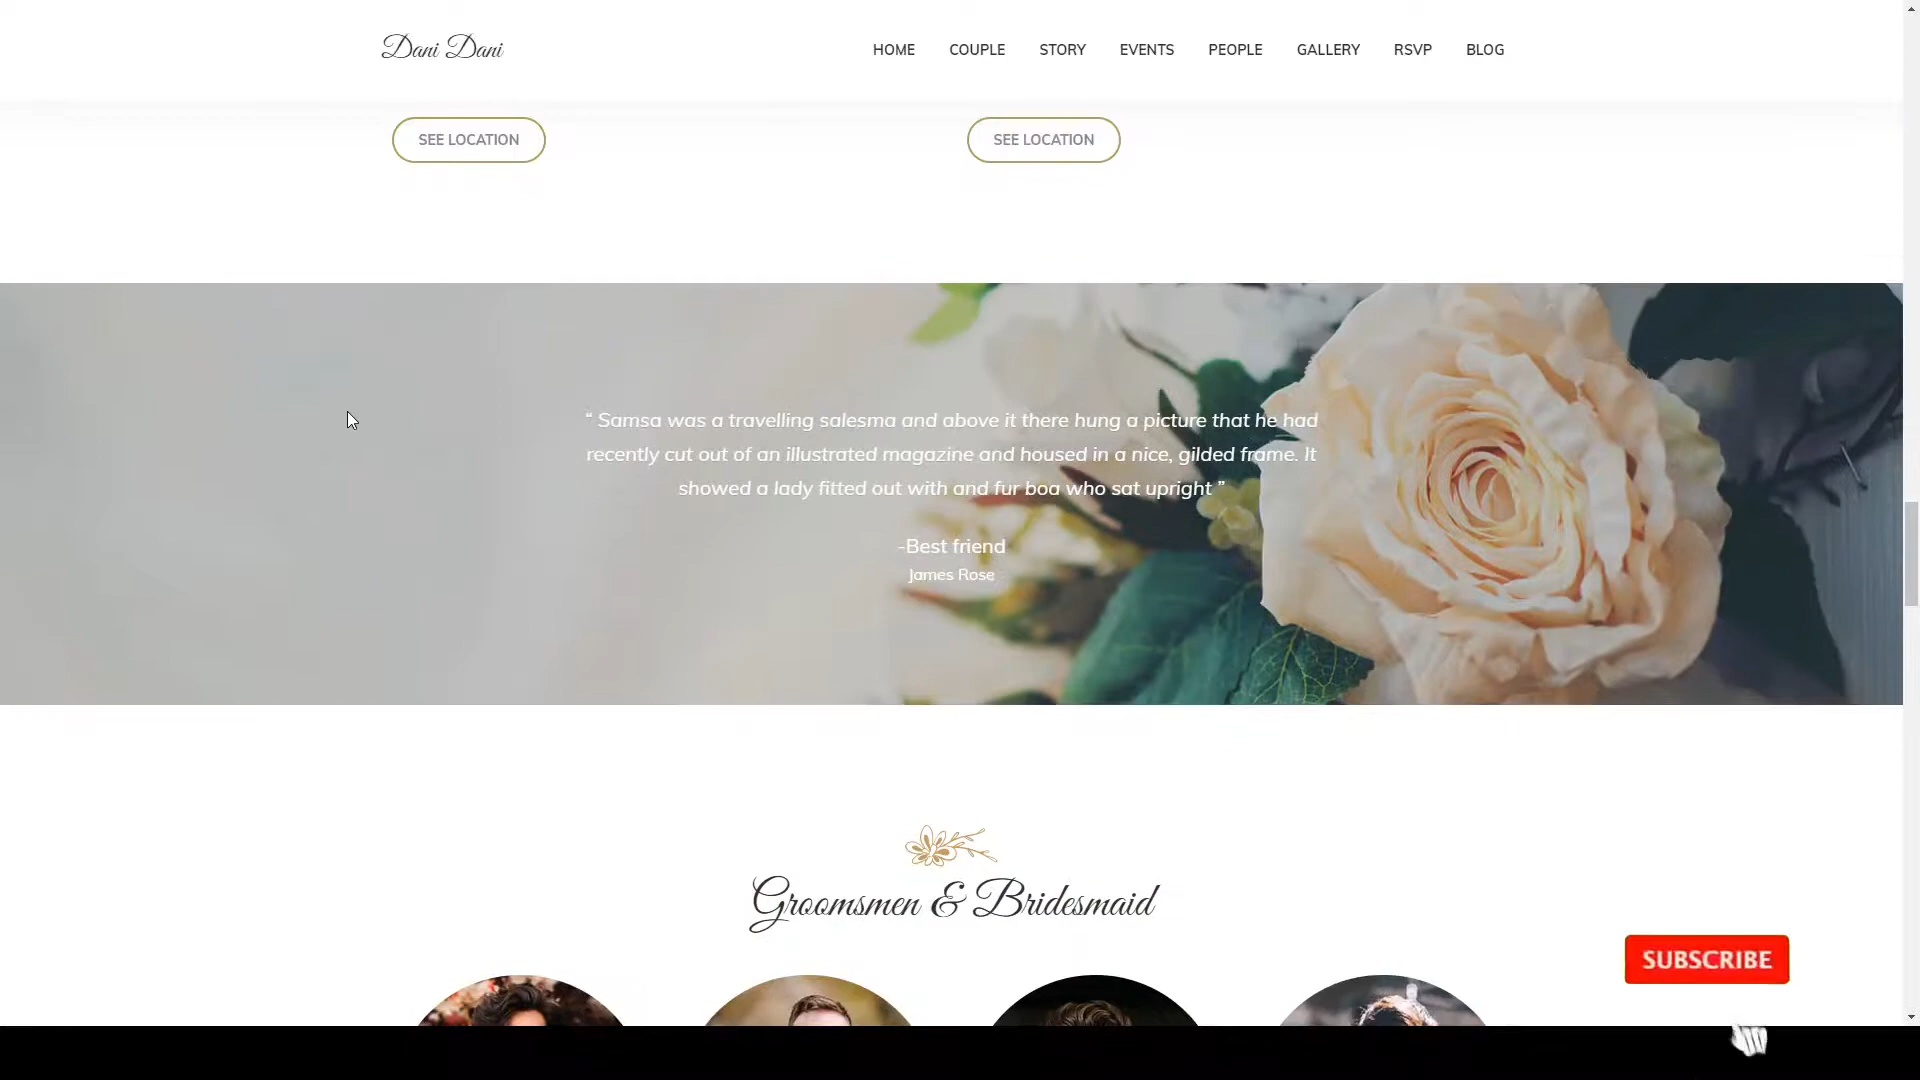 Dani Dani
HOME COUPLE STORY EVENTS PEOPLE GALLERY RSVP BLOG
SEE LOCATION SEE LOCATION
“ Samsa was a travelling salesma and above it there hung a picture that he had
recently cut out of an illustrated magazine and housed in a nice, gilded frame. It
showed a lady fitted out with and fur boa who sat upright ”
-Best friend
James Rose
Groomsmen & Bridesmaid
SUBSCRIBE